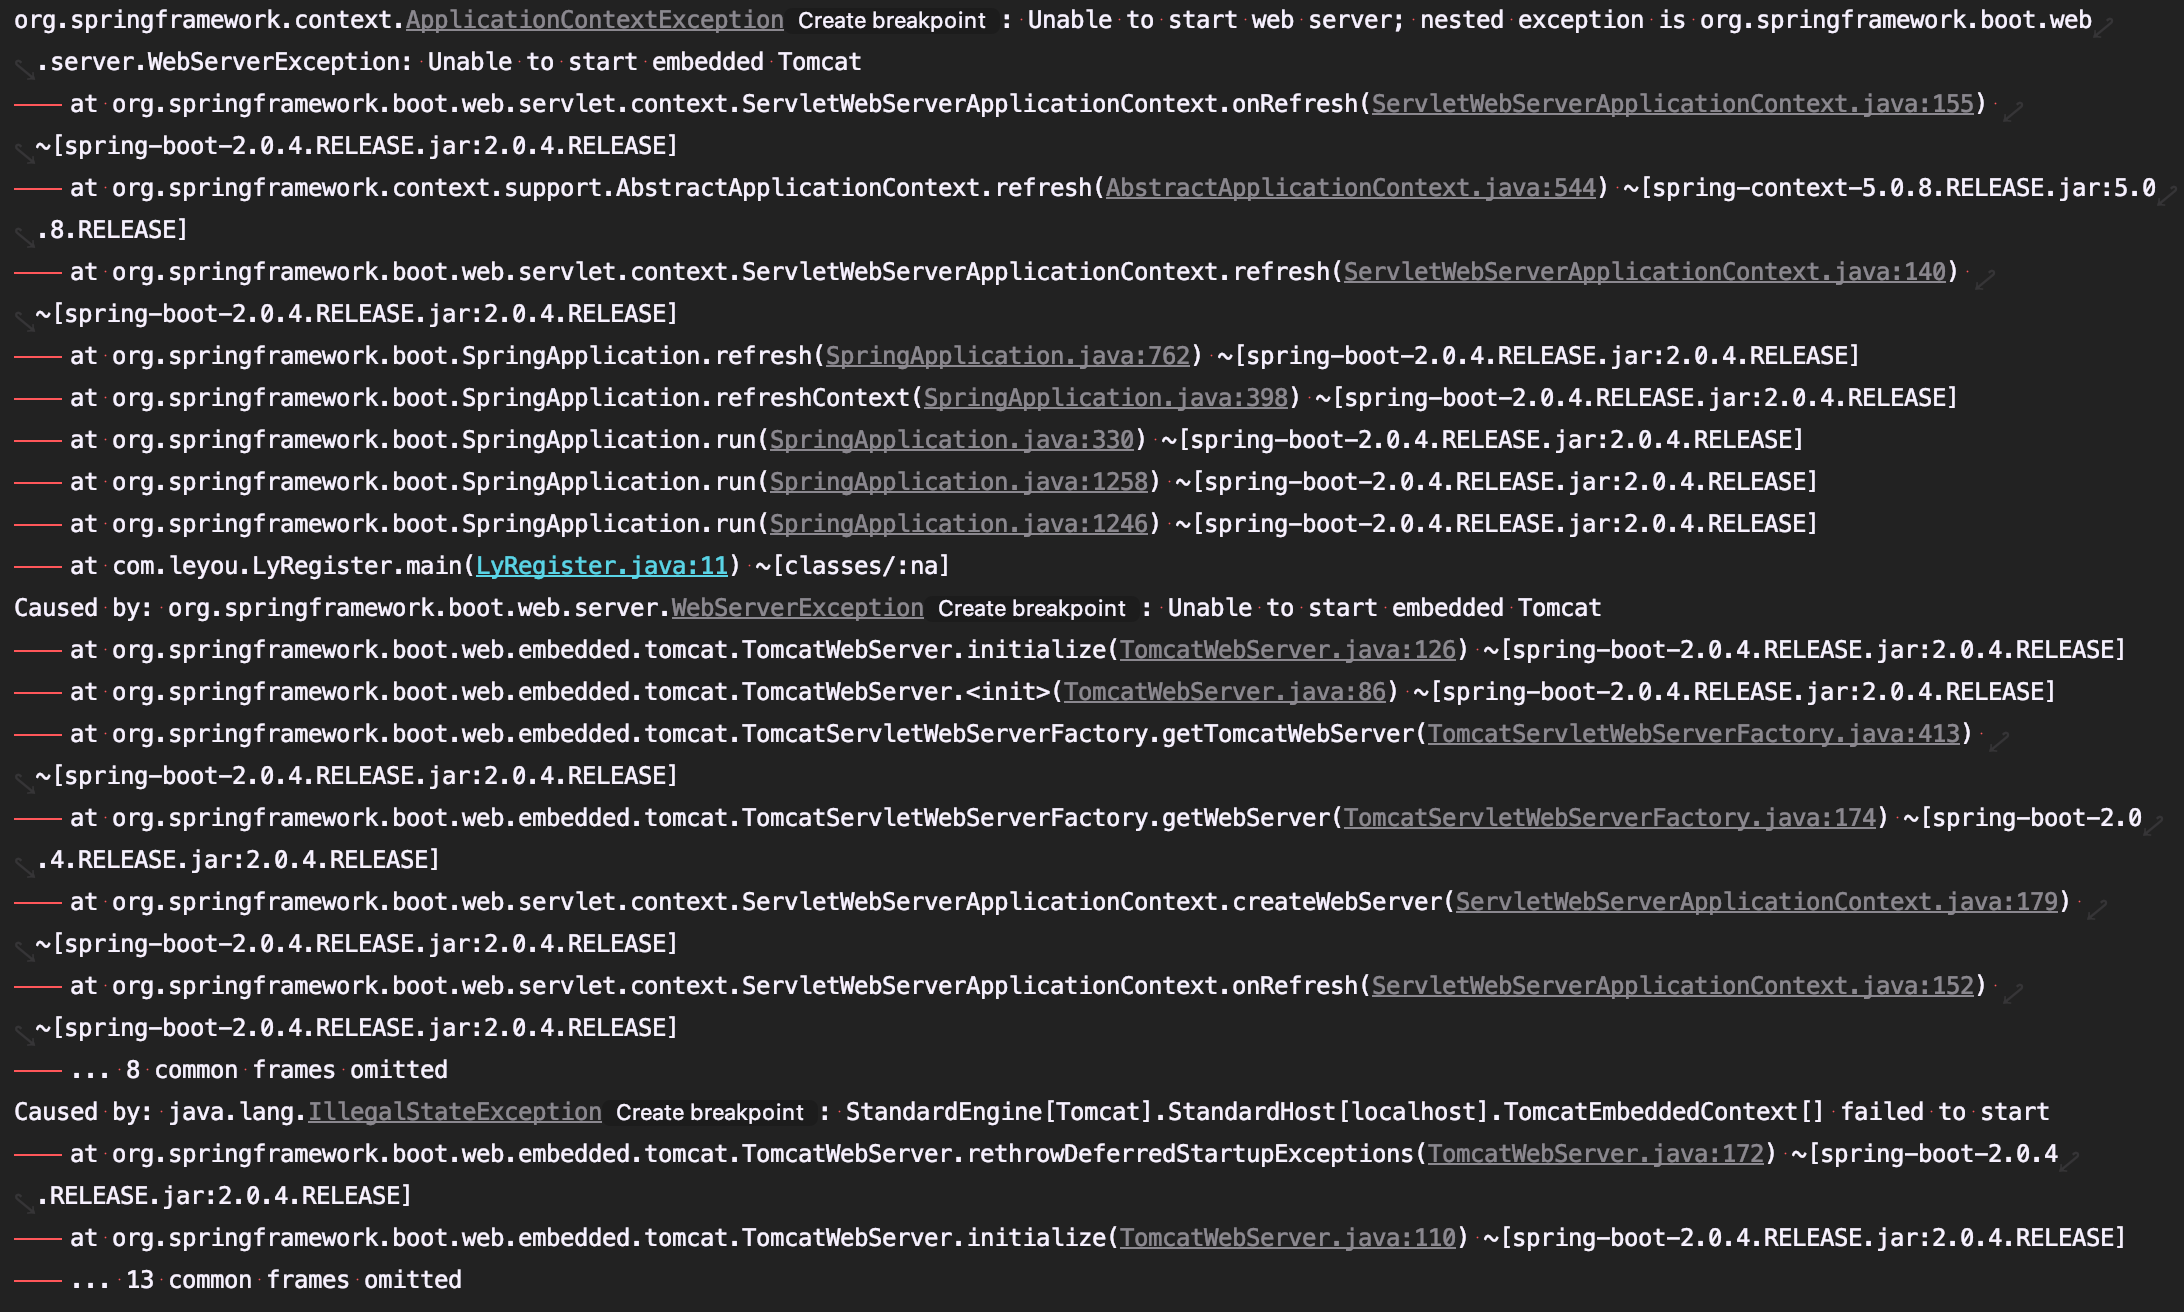 org.springframework.context.ApplicationContextException Create breakpoint : Unable to start web server; nested exception is org.springframework.boot.web
.server.WebServerException: Unable to start embedded Tomcat
at org.springframework.boot.web.servlet.context.ServletWebServerApplicationContext.onRefresh(ServletWebServerApplicationContext.java:155)
~[spring-boot-2.0.4.RELEASE.jar:2.0.4.RELEASE]
at org.springframework.context.support.AbstractApplicationContext.refresh(AbstractApplicationContext.java:544) ~[spring-context-5.0.8.RELEASE.jar:5.0
.8.RELEASE]
at org.springframework.boot.web.servlet.context.ServletWebServerApplicationContext.refresh(ServletWebServerApplicationContext.java:140)
~[spring-boot-2.0.4.RELEASE.jar:2.0.4.RELEASE]
at org.springframework.boot.SpringApplication.refresh(SpringApplication.java:762) ~[spring-boot-2.0.4.RELEASE.jar:2.0.4.RELEASE]
at org.springframework.boot.SpringApplication.refreshContext(SpringApplication.java:398) ~[spring-boot-2.0.4.RELEASE.jar:2.0.4.RELEASE]
at org.springframework.boot.SpringApplication.run(SpringApplication.java:330) ~[spring-boot-2.0.4.RELEASE.jar:2.0.4.RELEASE]
at org.springframework.boot.SpringApplication.run(SpringApplication.java:1258) ~[spring-boot-2.0.4.RELEASE.jar:2.0.4.RELEASE]
at org.springframework.boot.SpringApplication.run(SpringApplication.java:1246) ~[spring-boot-2.0.4.RELEASE.jar:2.0.4.RELEASE]
at com.leyou.LyRegister.main(LyRegister.java:11) ~[classes/:na]
Caused by: org.springframework.boot.web.server.WebServerException Create breakpoint : Unable to start embedded Tomcat
at org.springframework.boot.web.embedded.tomcat.TomcatWebServer.initialize(TomcatWebServer.java:126) ~[spring-boot-2.0.4.RELEASE.jar:2.0.4.RELEASE]
at org.springframework.boot.web.embedded.tomcat.TomcatWebServer.<init>(TomcatWebServer.java:86) ~[spring-boot-2.0.4.RELEASE.jar:2.0.4.RELEASE]
at org.springframework.boot.web.embedded.tomcat.TomcatServletWebServerFactory.getTomcatWebServer(TomcatServletWebServerFactory.java:413)
~[spring-boot-2.0.4.RELEASE.jar:2.0.4.RELEASE]
at org.springframework.boot.web.embedded.tomcat.TomcatServletWebServerFactory.getWebServer(TomcatServletWebServerFactory.java:174) ~[spring-boot-2.0
.4.RELEASE.jar:2.0.4.RELEASE]
at org.springframework.boot.web.servlet.context.ServletWebServerApplicationContext.createWebServer(ServletWebServerApplicationContext.java:179)
~[spring-boot-2.0.4.RELEASE.jar:2.0.4.RELEASE]
at org.springframework.boot.web.servlet.context.ServletWebServerApplicationContext.onRefresh(ServletWebServerApplicationContext.java:152)
~[spring-boot-2.0.4.RELEASE.jar:2.0.4.RELEASE]
... 8 common frames omitted
Caused by: java.lang.IllegalStateException Create breakpoint : StandardEngine[Tomcat].StandardHost[localhost].TomcatEmbeddedContext[] failed to start
at org.springframework.boot.web.embedded.tomcat.TomcatWebServer.rethrowDeferredStartupExceptions(TomcatWebServer.java:172) ~[spring-boot-2.0.4
.RELEASE.jar:2.0.4.RELEASE]
at org.springframework.boot.web.embedded.tomcat.TomcatWebServer.initialize(TomcatWebServer.java:110) ~[spring-boot-2.0.4.RELEASE.jar:2.0.4.RELEASE]
... 13 common frames omitted